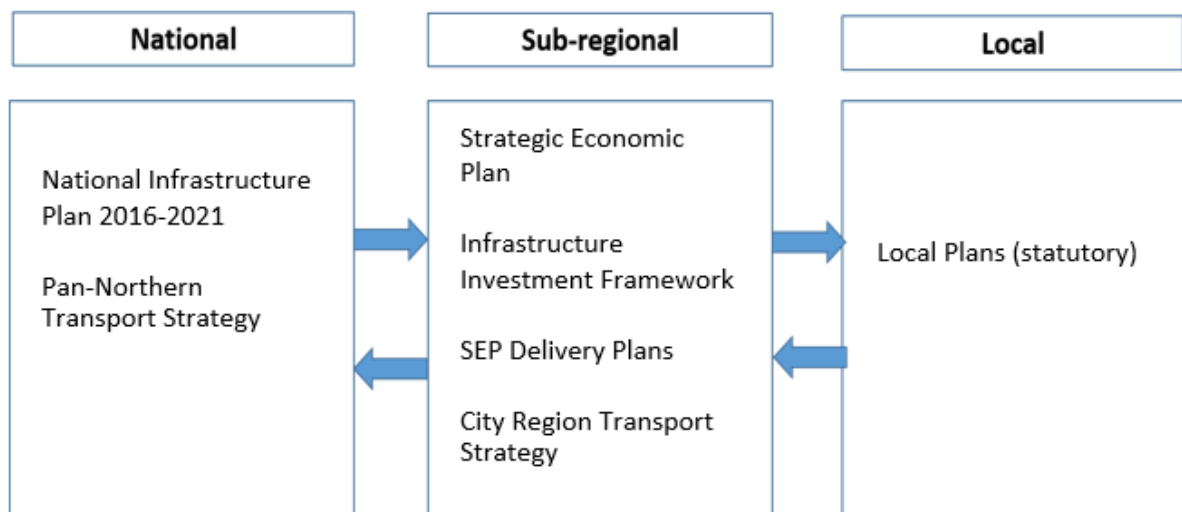 National
Sub-regional
Local
National Infrastructure
Plan 2016-2021
Pan-Northern
Transport Strategy
Strategic Economic
Plan
Infrastructure
Investment Framework
SEP Delivery Plans
City Region Transport
Strategy
Local Plans (statutory)